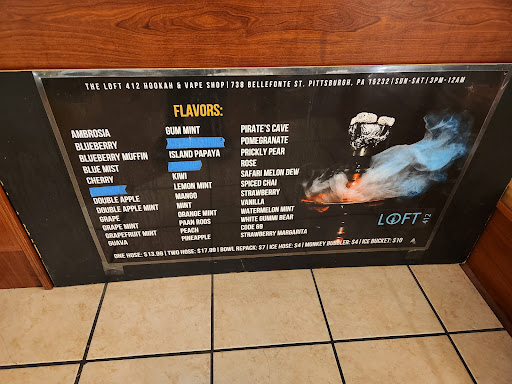 THE LOFT 412 HOOKAH & VAPE SHOP | 738 BELLEFONTE ST. PITTSBURGH, PA 15232 | SUN-SAT | 3PM-12AM
FLAVORS:
AMBROSIA
BLUEBERRY
BLUEBERRY MUFFIN
BLUE MIST
CHERRY
DOUBLE APPLE
DOUBLE APPLE MINT
GRAPE
GRAPE MINT
GRAPEFRUIT MINT
GUAVA
GUM MINT
ISLAND PAPAYA
KIWI
LEMON MINT
MANGO
MINT
ORANGE MINT
PAAN ROOS
PEACH
PINEAPPLE
PIRATE'S CAVE
POMEGRANATE
PRICKLY PEAR
ROSE
SAFARI MELON DEW
SPICED CHAI
STRAWBERRY
VANILLA
WATERMELON MINT
WHITE GUMMI BEAR
CODE 69
STRAWBERRY MARGARITA
LOFT 412
ONE HOSE: $13.99 | TWO HOSE: $17.99 | BOWL REPACK: $7 | ICE HOSE: $4 | MONKEY BUBBLER: $4 | ICE BUCKET: $10